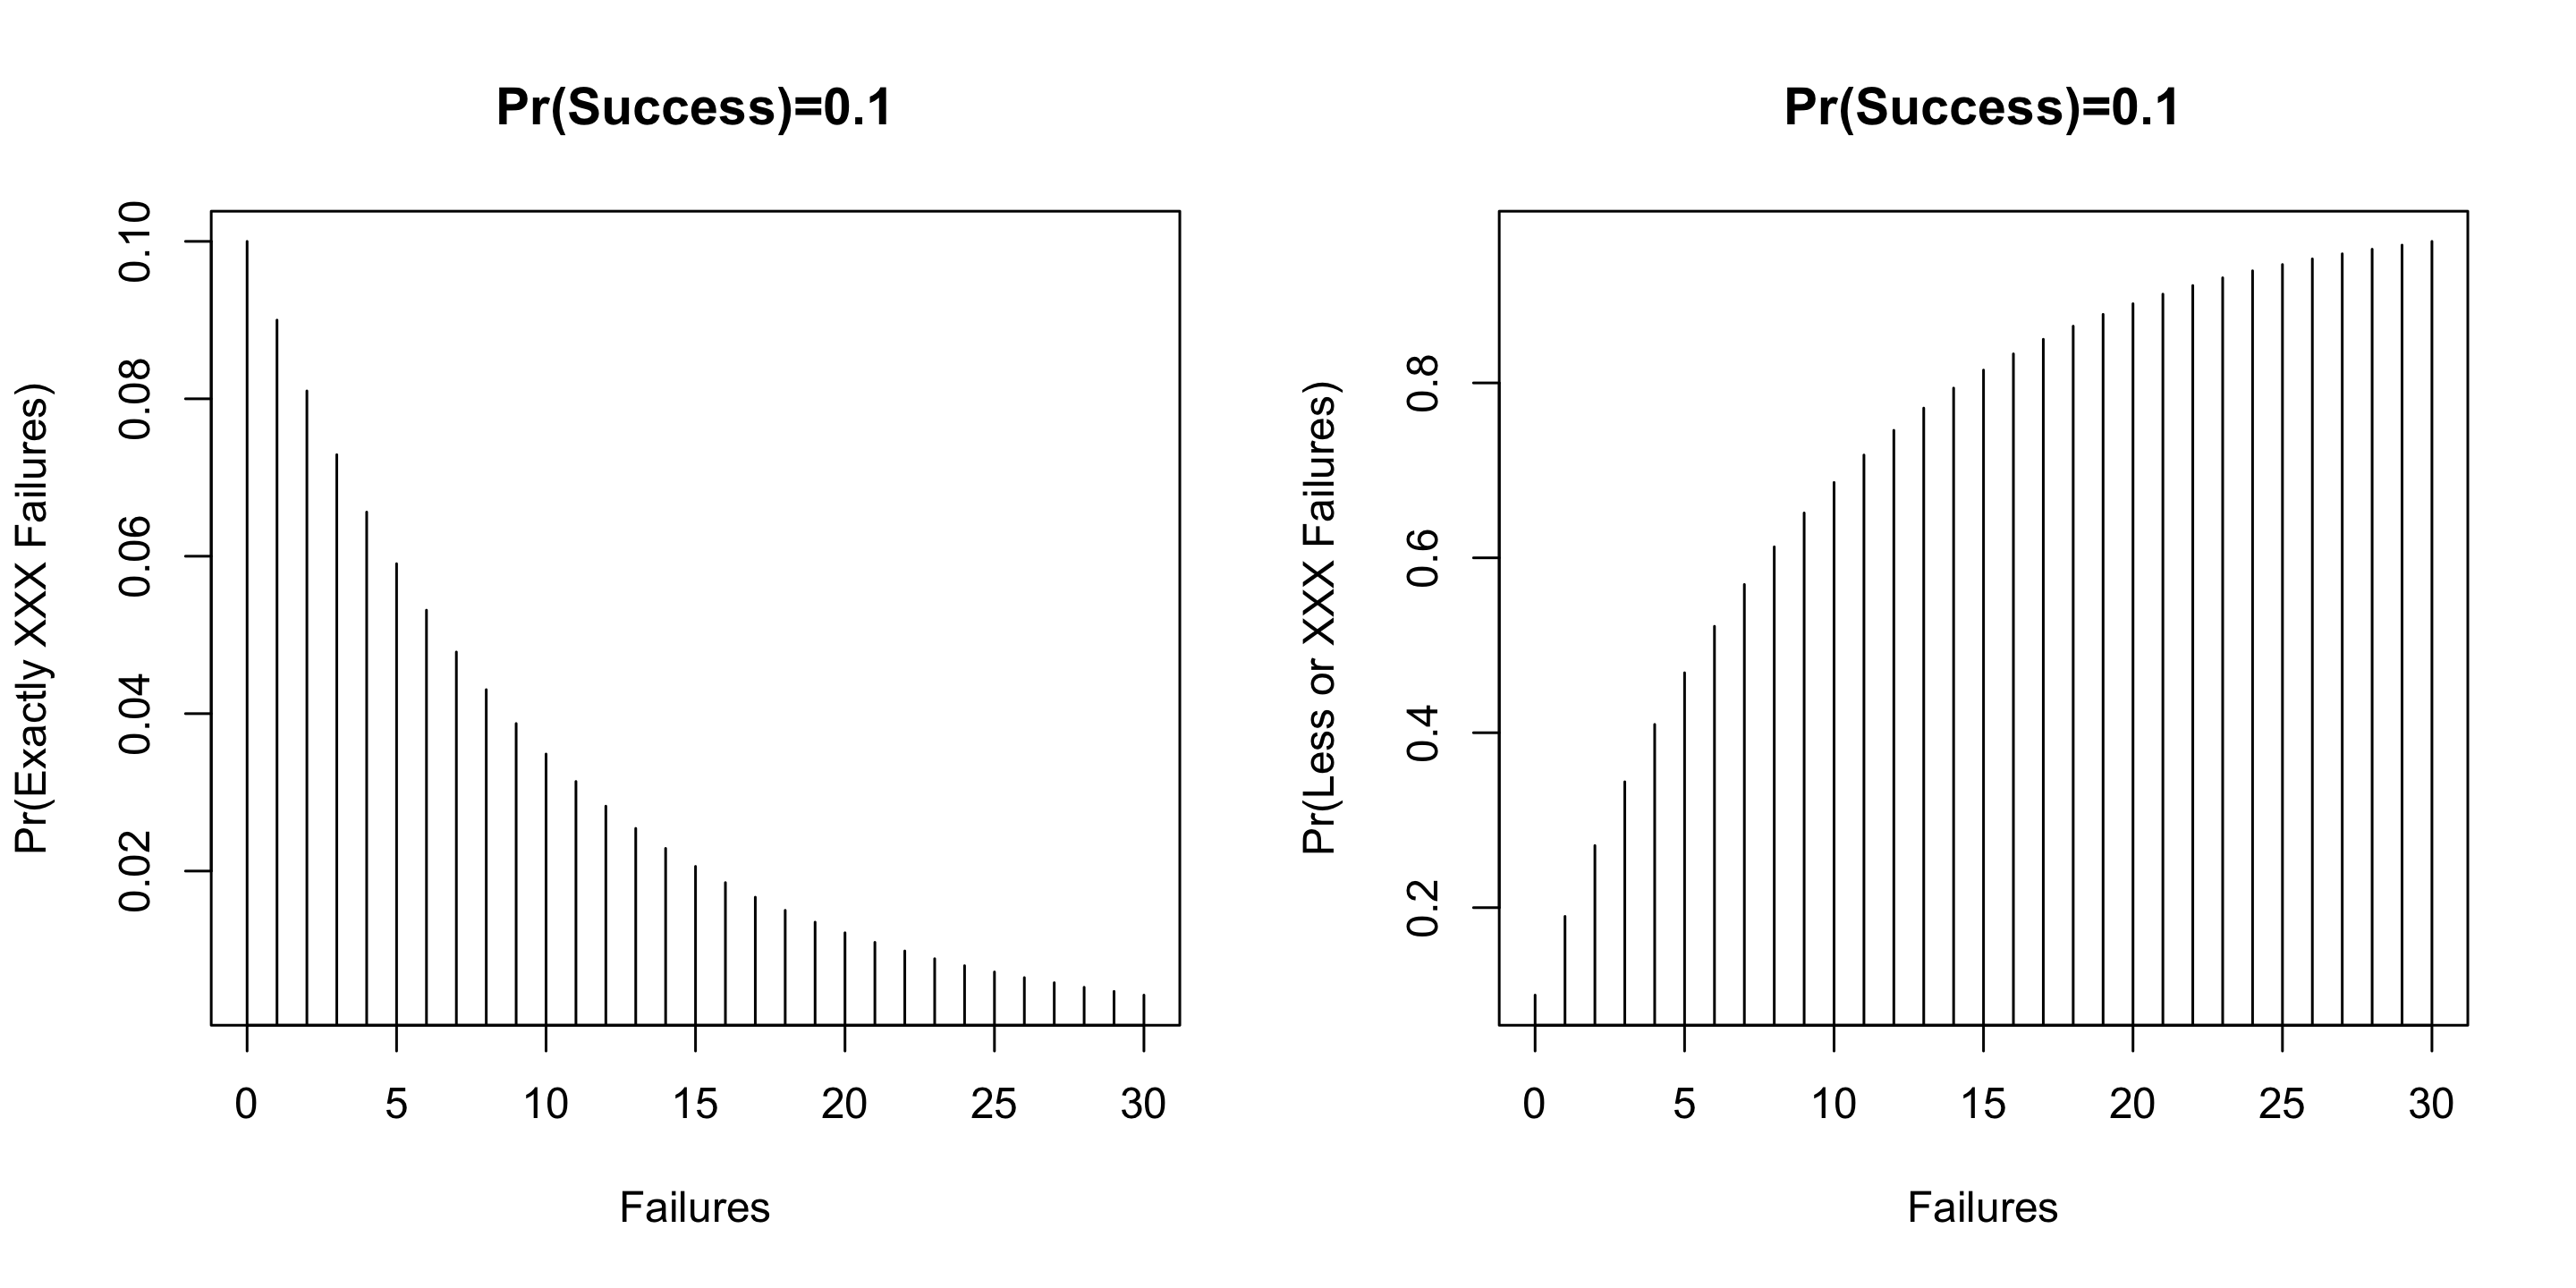 Pr(Success)=0.1
Pr(Exactly XXX Failures)
0.10
0.08
0.06
0.04
0.02
0 5 10 15 20 25 30
Failures
Pr(Success)=0.1
Pr(Less or XXX Failures)
0.8
0.6
0.4
0.2
0 5 10 15 20 25 30
Failures